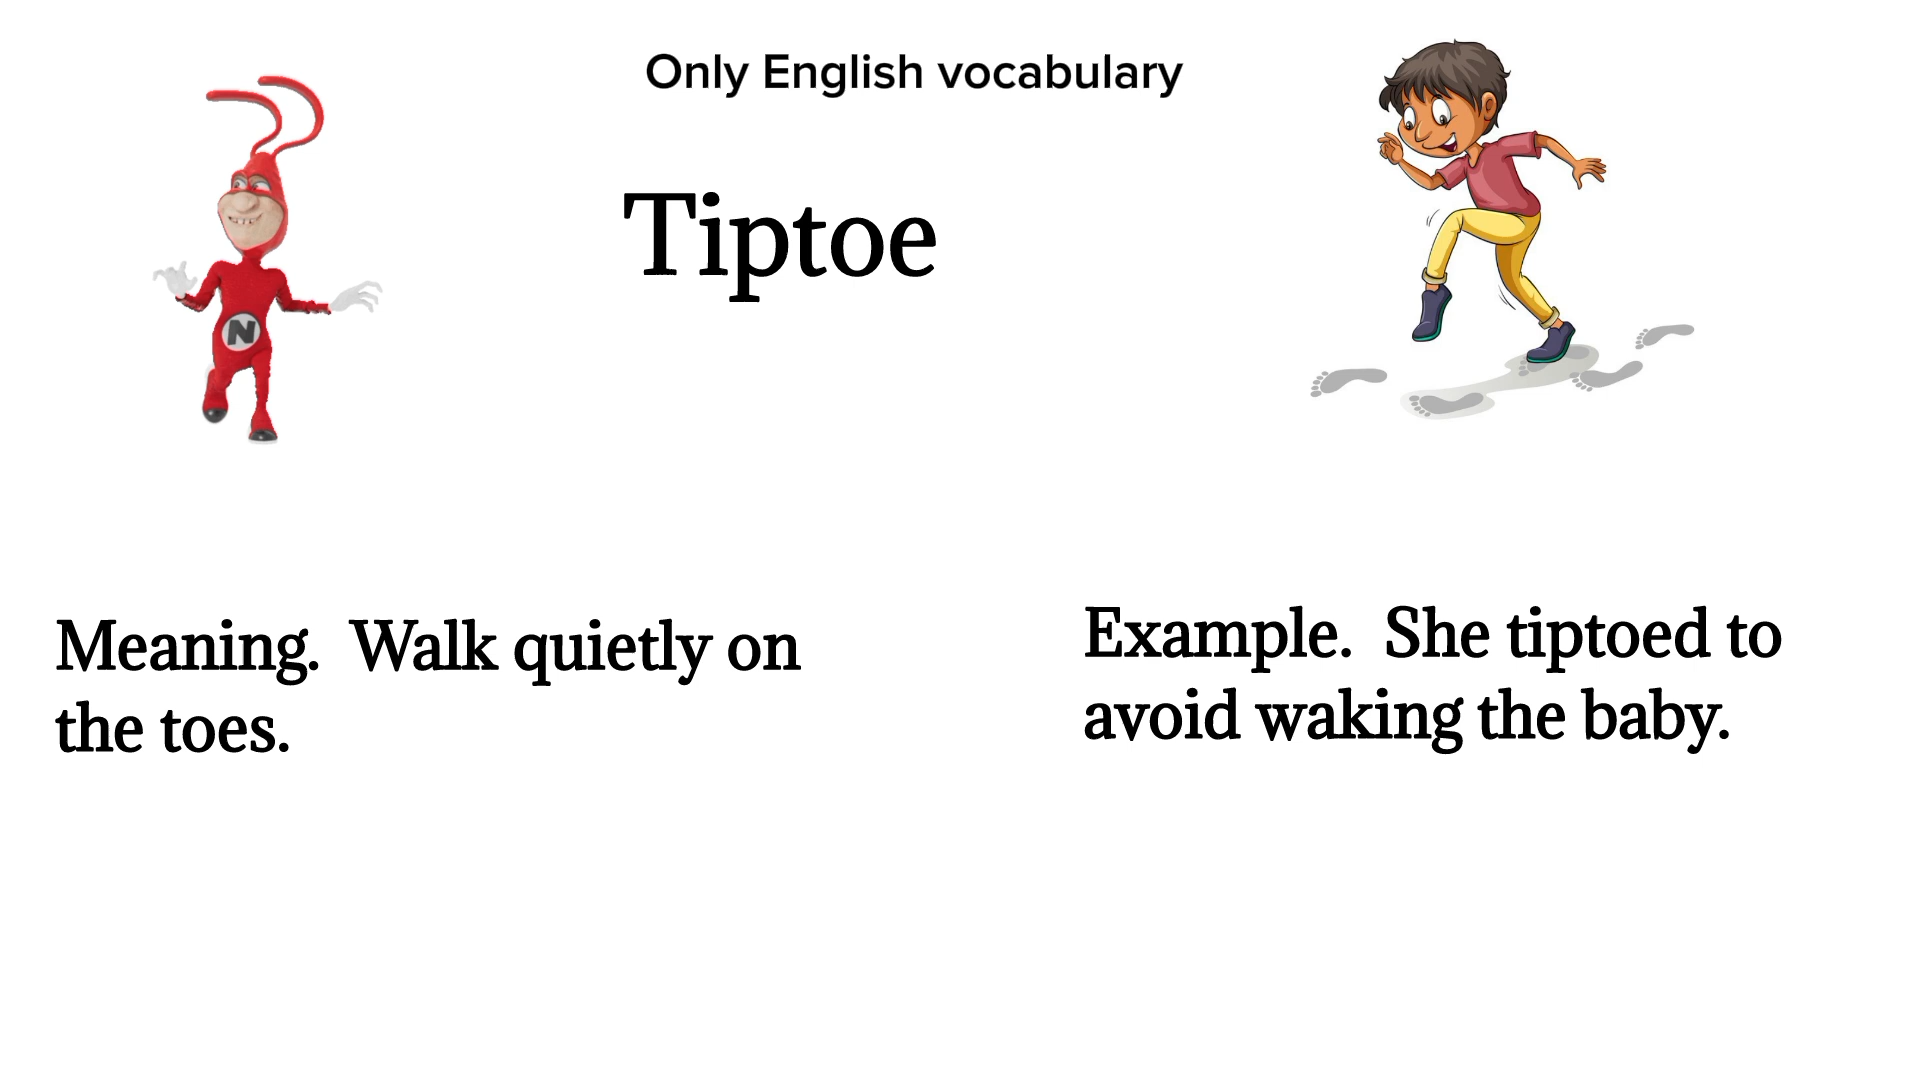 Only English vocabulary
Tiptoe
N
Meaning.  Walk quietly on
the toes.
Example.  She tiptoed to
avoid waking the baby.